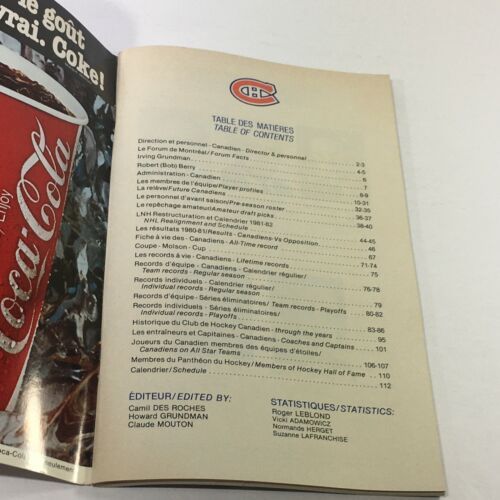 le goût
vrai. Coke!
Enjoy
Coca-Cola
TABLE DES MATIÈRES
TABLE OF CONTENTS
Direction et personnel - Canadien - Director & personnel 2-3
Le Forum de Montréal/Forum Facts 4-5
Irving Grundman 6
Robert (Bob) Berry 7
Administration - Canadien 8-9
Les membres de l'équipe/Player profiles 10-31
La relève/Future Canadiens 32-35
Le personnel d'avant saison/Pre-season roster 36-37
Le repêchage amateur/Amateur draft picks 38-40
LNH Restructuration et Calendrier 1981-82
NHL Realignment and Schedule 44-45
Les résultats 1980-81/Results - Canadiens Vs Opposition 46
Fiche à vie des - Canadiens - All-Time record 67
Coupe - Molson - Cup 71-74
Les records à vie - Canadiens - Lifetime records 75
Records d'équipe - Canadiens - Calendrier régulier/
Team records - Regular season 76-78
Records individuels - Calendrier régulier/
Individual records - Regular season 79
Records d'équipe - Séries éliminatoires/Team records - Playoffs 80-82
Records individuels - Séries éliminatoires/
Individual records - Playoffs 83-86
Historique du Club de Hockey Canadien - through the years 95
Les entraîneurs et Capitaines - Canadiens - Coaches and Captains 101
Joueurs du Canadien membres des équipes d'étoiles/
Canadiens on All Star Teams 106-107
Membres du Panthéon du Hockey/Members of Hockey Hall of Fame 110
Calendrier/Schedule 112
ÉDITEUR/EDITED BY:
Camil DES ROCHES
Howard GRUNDMAN
Claude MOUTON
STATISTIQUES/STATISTICS:
Roger LEBLOND
Vicki ADAMOWICZ
Normande HERGET
Suzanne LAFRANCHISE